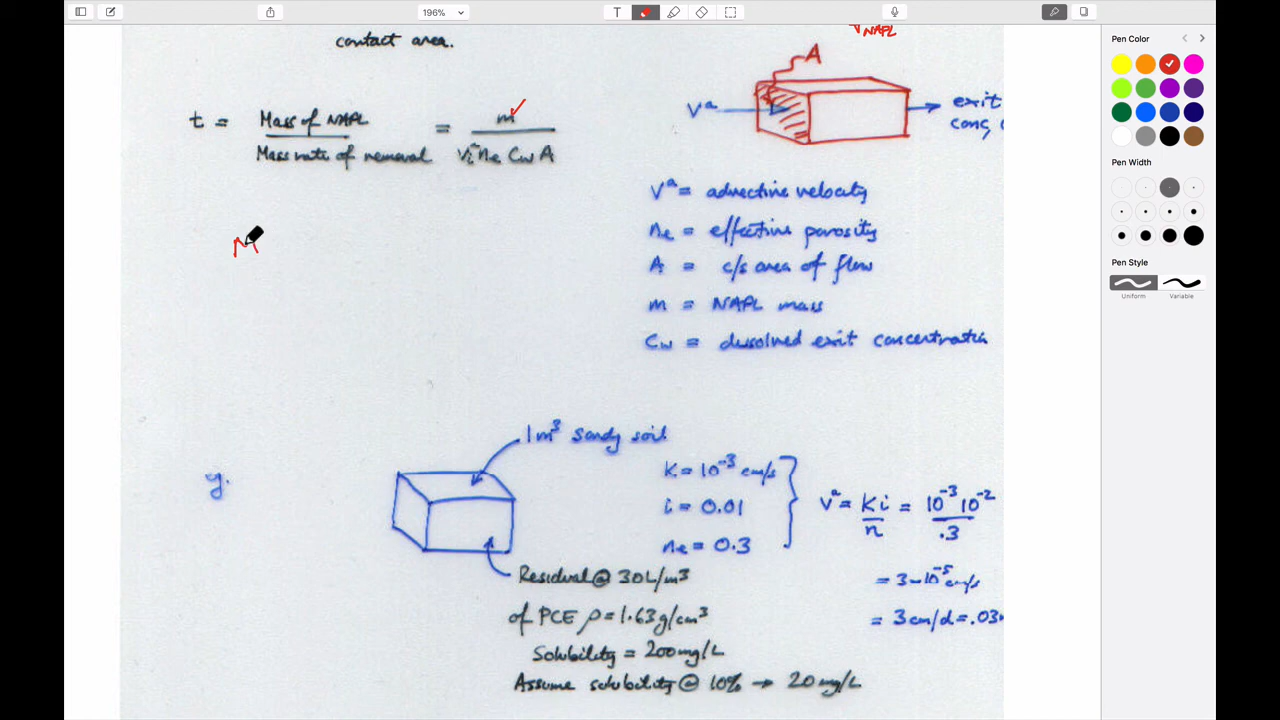 196%
T
contact area.
V NAPL
A
t = Mass of NAPL / Mass rate of removal = m / Vᵢᵃ nₑ Cw A
Vᵃ
exit
conc,
Vᵃ = advective velocity
nₑ = effective porosity
A = c/s area of flow
m = NAPL mass
Cw = dissolved exit concentration
M
1m³ sandy soil
eg.
K = 10⁻³ cm/s
i = 0.01
nₑ = 0.3
Vᵃ = Ki / n = 10⁻³ 10⁻² / .3
= 3–10⁻⁵ cm/s
= 3 cm/d = .03
Residual @ 30L/m³
of PCE ρ = 1.63 g/cm³
Solubility = 200mg/L
Assume solubility @ 10% → 20 mg/L
Pen Color
Pen Width
Pen Style
Uniform
Variable